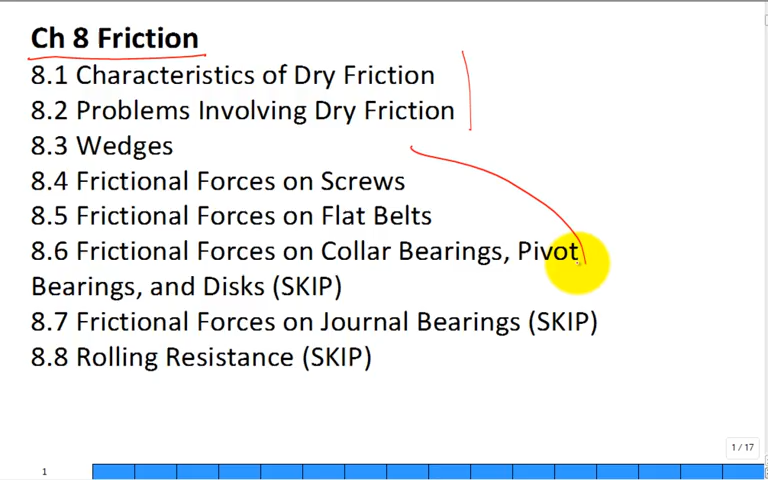 Ch 8 Friction
8.1 Characteristics of Dry Friction
8.2 Problems Involving Dry Friction
8.3 Wedges
8.4 Frictional Forces on Screws
8.5 Frictional Forces on Flat Belts
8.6 Frictional Forces on Collar Bearings, Pivot
Bearings, and Disks (SKIP)
8.7 Frictional Forces on Journal Bearings (SKIP)
8.8 Rolling Resistance (SKIP)
1 / 17
1